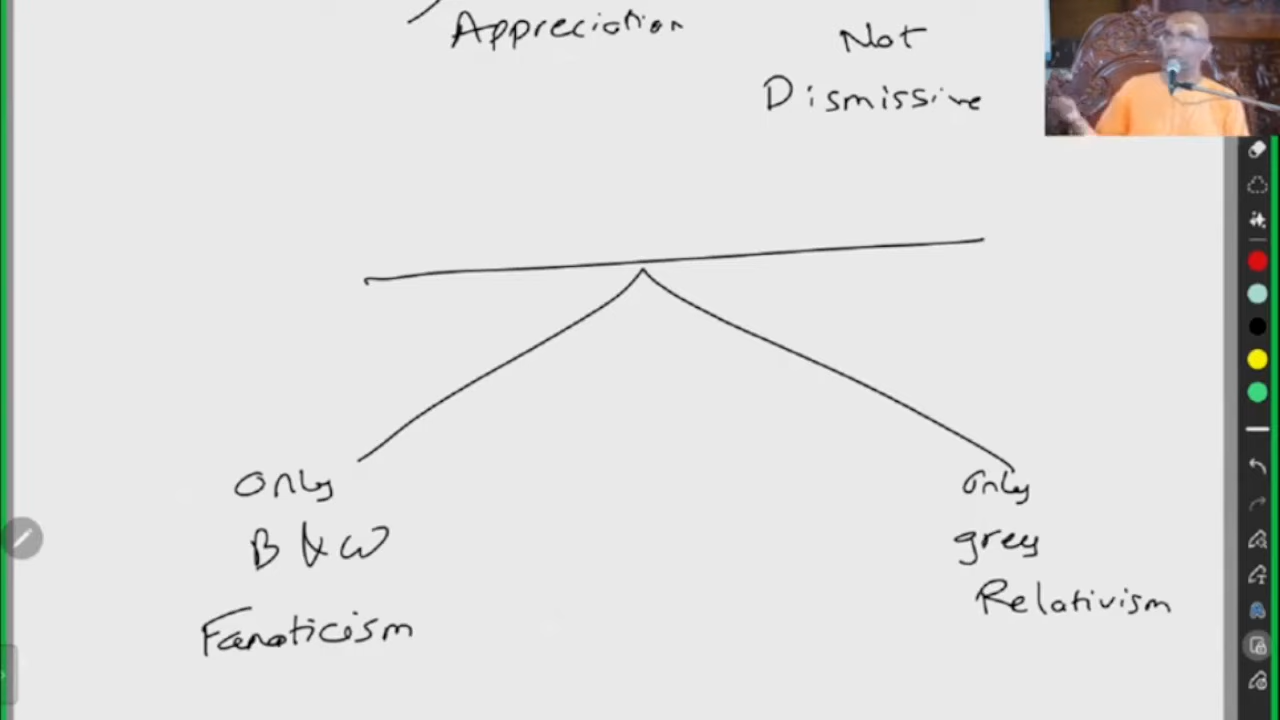 Appreciation
Not
Dismissive
Only
B & W
Fanaticism
only
grey
Relativism